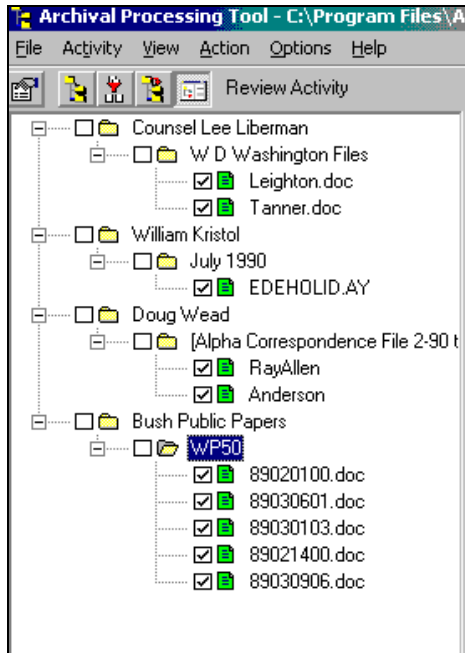 Archival Processing Tool - C:\Program Files\A
File Activity View Action Options Help
Review Activity
Counsel Lee Liberman
W D Washington Files
Leighton.doc
Tanner.doc
William Kristol
July 1990
EDEHOLID.AY
Doug Wead
[Alpha Correspondence File 2-90 t
RayAllen
Anderson
Bush Public Papers
WP50
89020100.doc
89030601.doc
89030103.doc
89021400.doc
89030906.doc